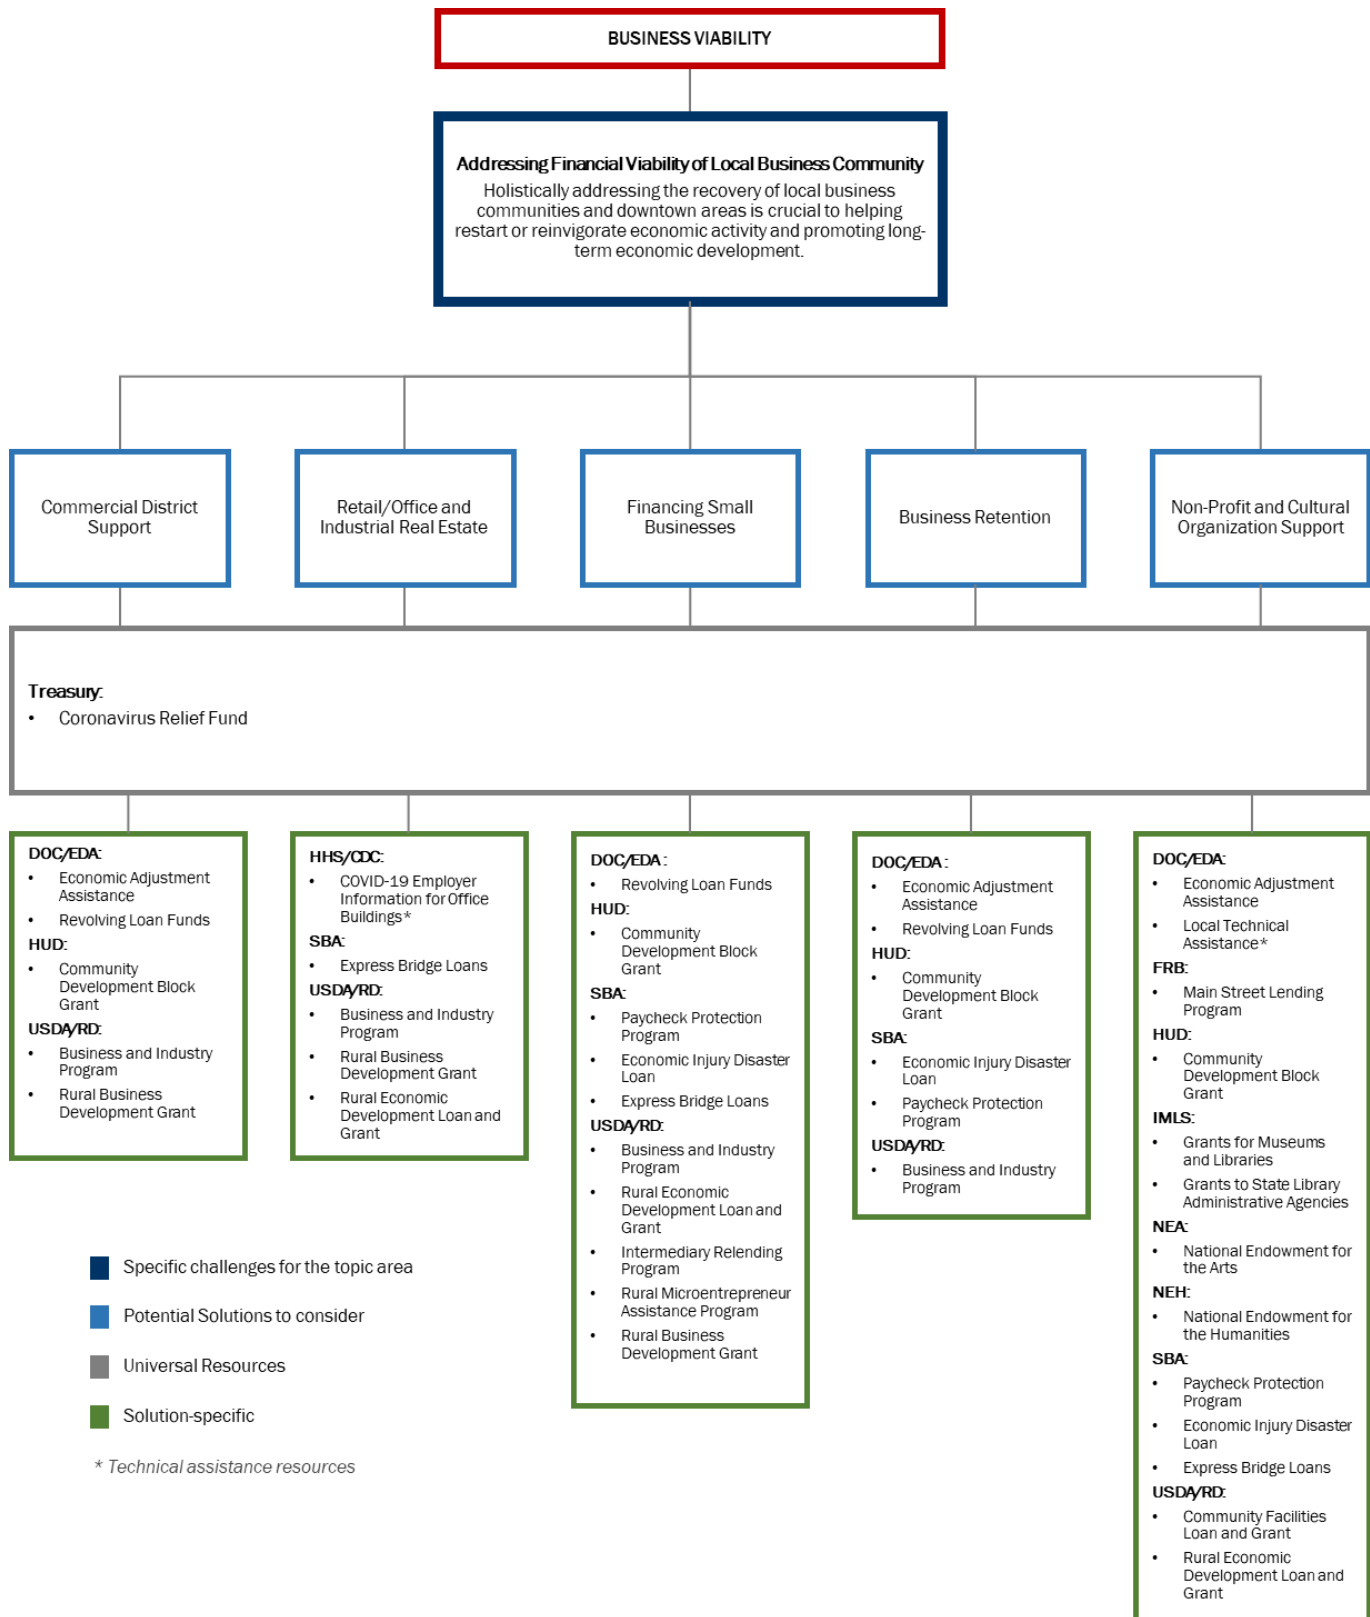 BUSINESS VIABILITY
Addressing Financial Viability of Local Business Community
Holistically addressing the recovery of local business
communities and downtown areas is crucial to helping
restart or reinvigorate economic activity and promoting long-
term economic development.
Commercial District
Support
Retail/Office and
Industrial Real Estate
Financing Small
Businesses
Business Retention
Non-Profit and Cultural
Organization Support
Treasury:
• Coronavirus Relief Fund
DOC/EDA:
• Economic Adjustment
Assistance
• Revolving Loan Funds
HUD:
• Community
Development Block
Grant
USDA/RD:
• Business and Industry
Program
• Rural Business
Development Grant
HHS/CDC:
• COVID-19 Employer
Information for Office
Buildings*
SBA:
• Express Bridge Loans
USDA/RD:
• Business and Industry
Program
• Rural Business
Development Grant
• Rural Economic
Development Loan and
Grant
DOC/EDA :
• Revolving Loan Funds
HUD:
• Community
Development Block
Grant
SBA:
• Paycheck Protection
Program
• Economic Injury Disaster
Loan
• Express Bridge Loans
USDA/RD:
• Business and Industry
Program
• Rural Economic
Development Loan and
Grant
• Intermediary Relending
Program
• Rural Microentrepreneur
Assistance Program
• Rural Business
Development Grant
DOC/EDA :
• Economic Adjustment
Assistance
• Revolving Loan Funds
HUD:
• Community
Development Block
Grant
SBA:
• Economic Injury Disaster
Loan
• Paycheck Protection
Program
USDA/RD:
• Business and Industry
Program
DOC/EDA:
• Economic Adjustment
Assistance
• Local Technical
Assistance*
FRB:
• Main Street Lending
Program
HUD:
• Community
Development Block
Grant
IMLS:
• Grants for Museums
and Libraries
• Grants to State Library
Administrative Agencies
NEA:
• National Endowment for
the Arts
NEH:
• National Endowment for
the Humanities
SBA:
• Paycheck Protection
Program
• Economic Injury Disaster
Loan
• Express Bridge Loans
USDA/RD:
• Community Facilities
Loan and Grant
• Rural Economic
Development Loan and
Grant
Specific challenges for the topic area
Potential Solutions to consider
Universal Resources
Solution-specific
* Technical assistance resources